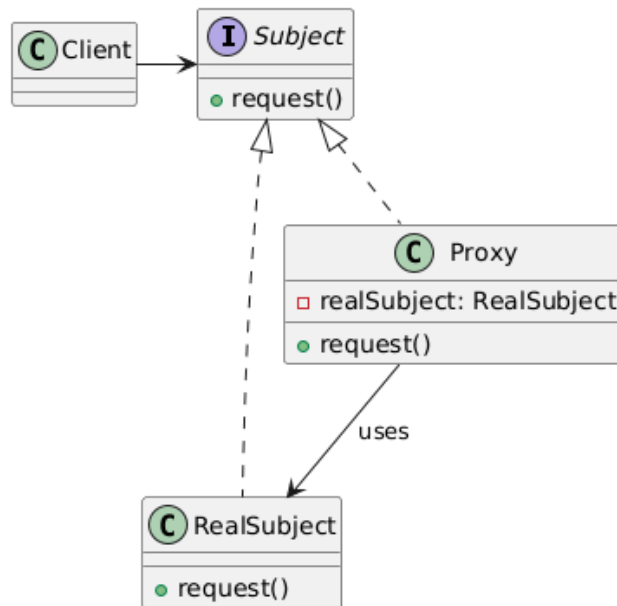 C Client
I Subject
request()
C Proxy
realSubject: RealSubject
request()
uses
C RealSubject
request()